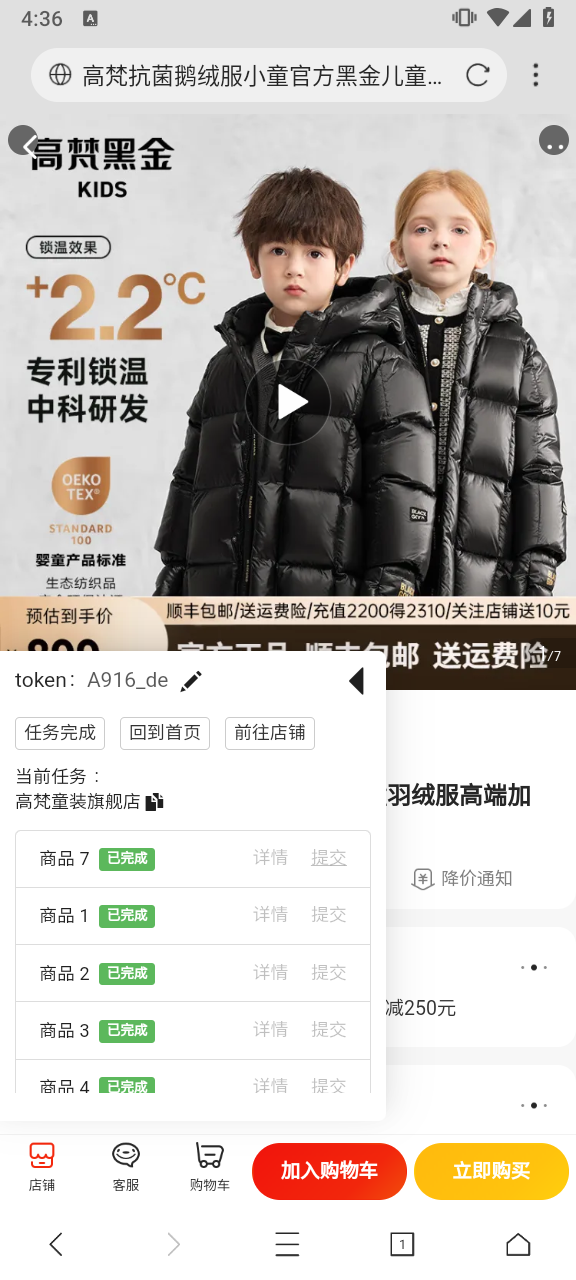 4:36
高梵抗菌鹅绒服小童官方黑金儿童…
高梵黑金
KIDS
锁温效果
+2.2℃
专利锁温
中科研发
OEKO
TEX®
STANDARD
100
婴童产品标准
生态纺织品
预估到手价
顺丰包邮/送运费险/充值2200得2310/关注店铺送10元
官方正品 顺丰包邮 送运费险
/7
token: A916_de
任务完成
回到首页
前往店铺
当前任务：
高梵童装旗舰店
羽绒服高端加
商品 7 已完成 详情 提交
降价通知
商品 1 已完成 详情 提交
商品 2 已完成 详情 提交
减250元
商品 3 已完成 详情 提交
商品 4 已完成 详情 提交
店铺
客服
购物车
加入购物车
立即购买
1